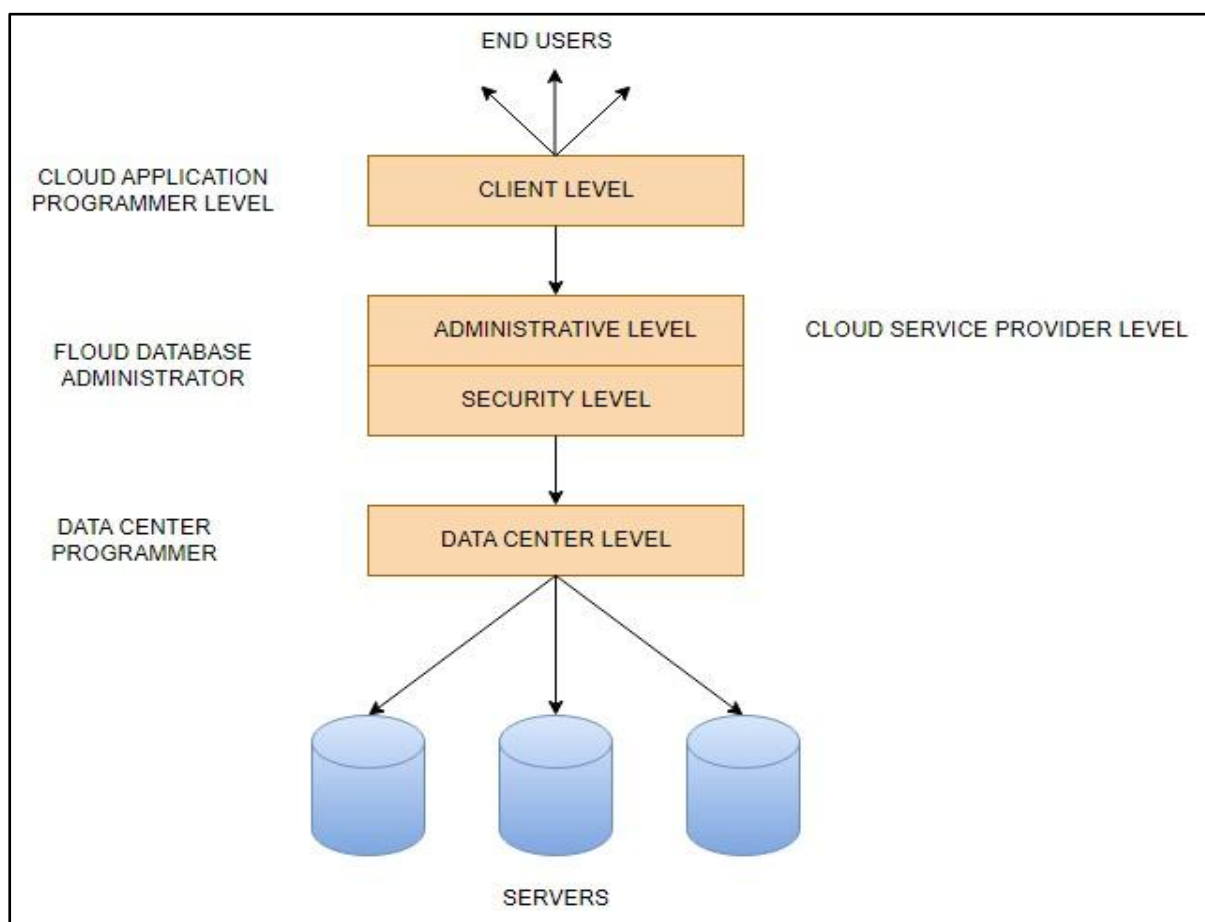 END USERS
CLOUD APPLICATION
PROGRAMMER LEVEL
CLIENT LEVEL
ADMINISTRATIVE LEVEL
CLOUD SERVICE PROVIDER LEVEL
FLOUD DATABASE
ADMINISTRATOR
SECURITY LEVEL
DATA CENTER
PROGRAMMER
DATA CENTER LEVEL
SERVERS